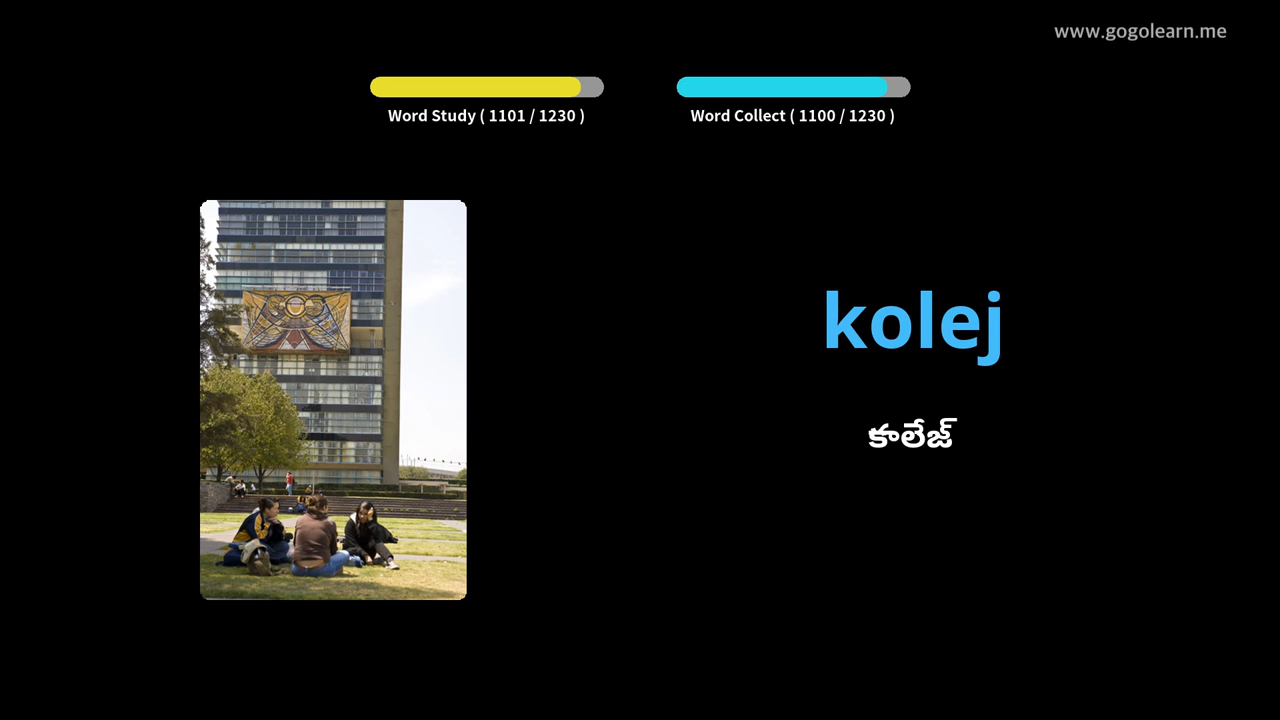 www.gogolearn.me
Word Study ( 1101 / 1230 )
Word Collect ( 1100 / 1230 )
kolej
కాలేజ్